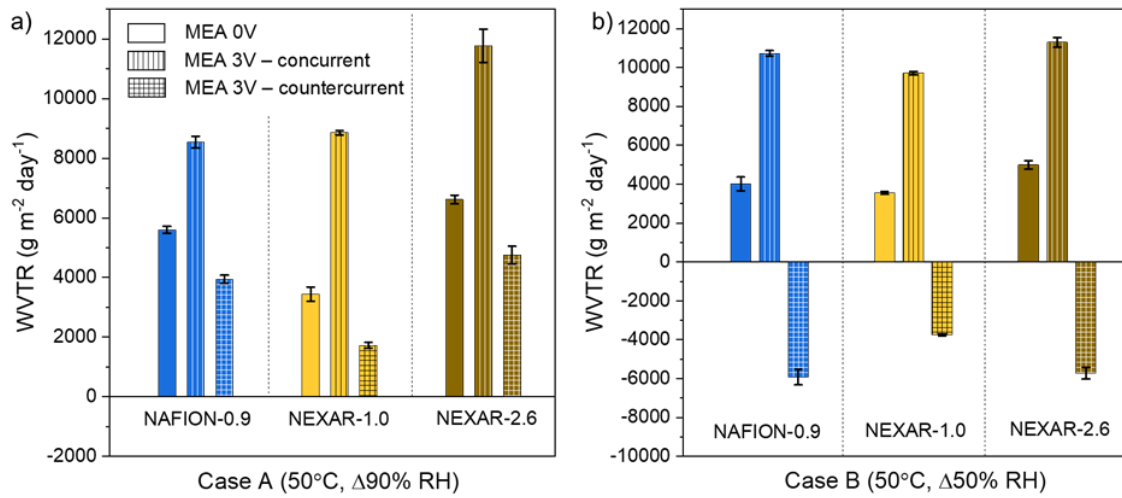 a)
MEA 0V
MEA 3V – concurrent
MEA 3V – countercurrent
WVTR (g m⁻² day⁻¹)
12000
10000
8000
6000
4000
2000
0
-2000
NAFION-0.9
NEXAR-1.0
NEXAR-2.6
Case A (50°C, Δ90% RH)
b)
WVTR (g m⁻² day⁻¹)
12000
10000
8000
6000
4000
2000
0
-2000
-4000
-6000
-8000
-10000
NAFION-0.9
NEXAR-1.0
NEXAR-2.6
Case B (50°C, Δ50% RH)